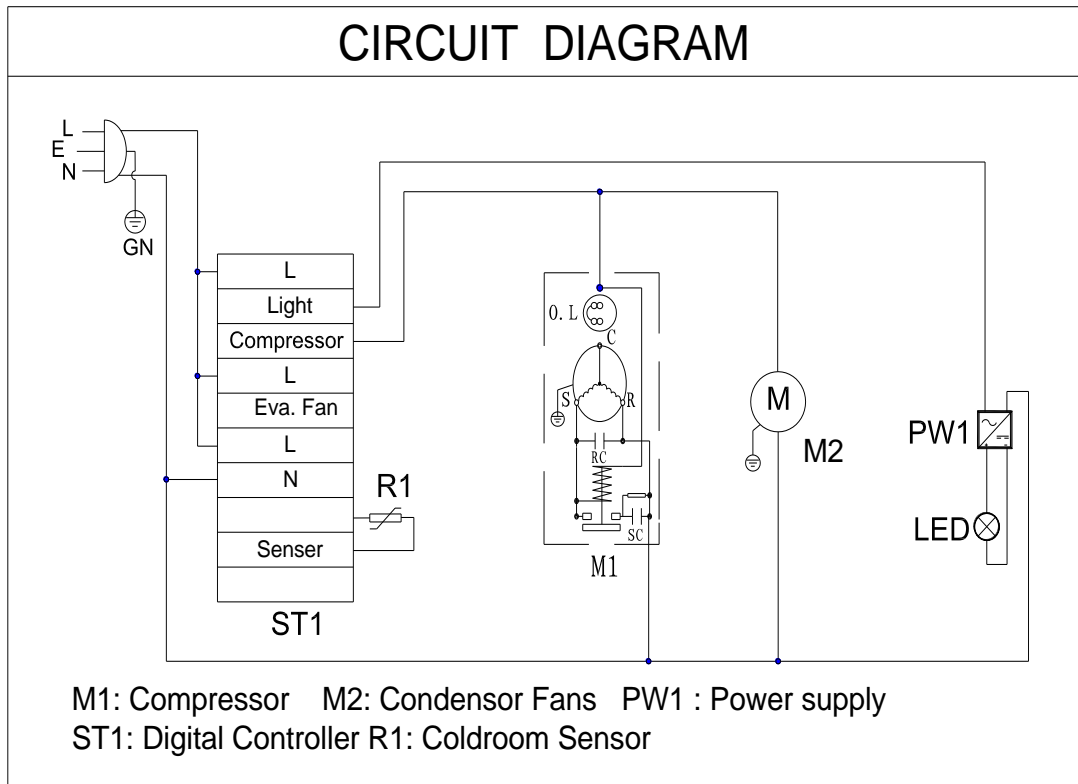 CIRCUIT DIAGRAM
L
E
N
GN
L
Light
Compressor
L
Eva. Fan
L
N
Senser
ST1
R1
O.L
C
S
R
RC
SC
M1
M
M2
PW1
LED
M1: Compressor M2: Condensor Fans PW1 : Power supply
ST1: Digital Controller R1: Coldroom Sensor